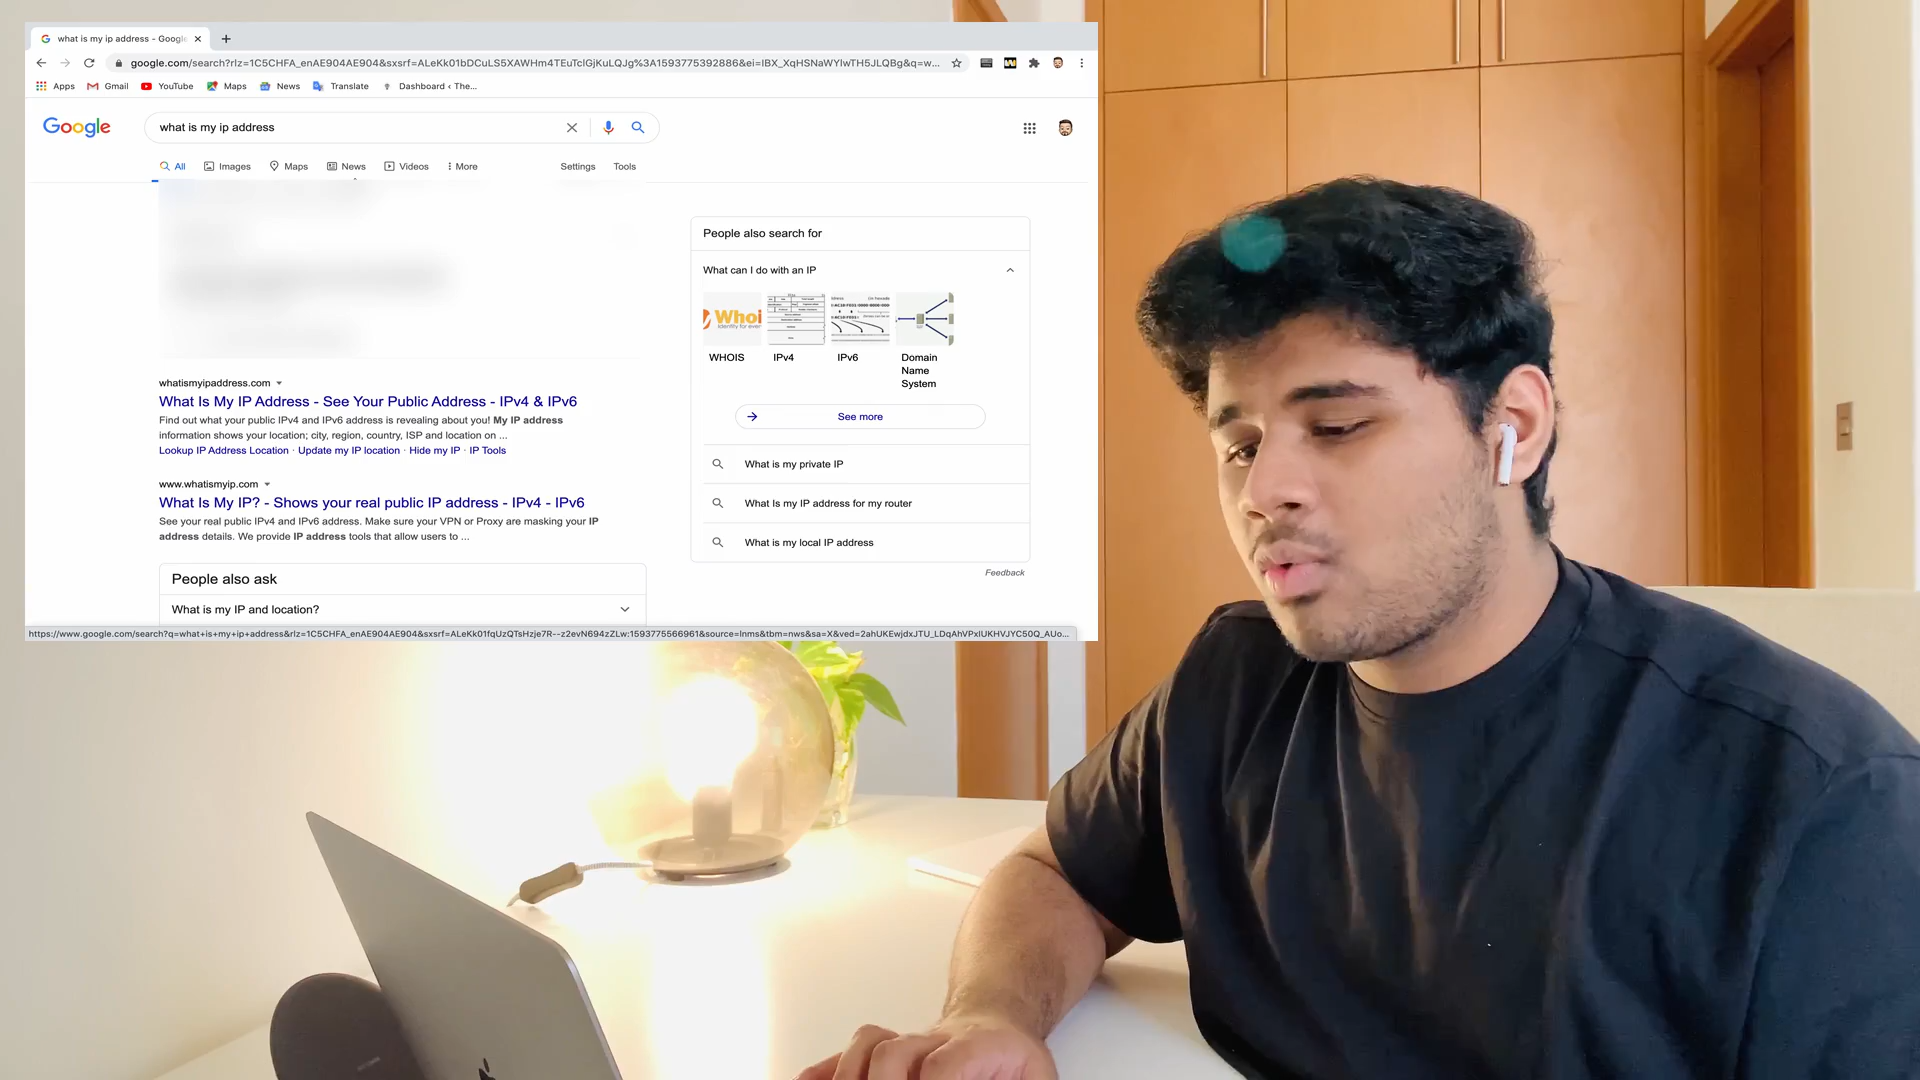 what is my ip address - Googl
google.com/search?rlz=1C5CHFA_enAE904AE904&sxsrf=ALeKk01bDCuLS5XAWHm4TEuTclGjKuLQJg%3A1593775392886&ei=IBX_XqHSNaWYlwTH5JLQBg&q=w...
Apps Gmail YouTube Maps News Translate Dashboard ‹ The...
Google what is my ip address
All Images Maps News Videos More Settings Tools
People also search for
What can I do with an IP
Whoi
Identity for every
WHOIS IPv4 IPv6 Domain
Name
System
See more
What is my private IP
What Is my IP address for my router
What is my local IP address
Feedback
whatismyipaddress.com
What Is My IP Address - See Your Public Address - IPv4 & IPv6
Find out what your public IPv4 and IPv6 address is revealing about you! My IP address
information shows your location; city, region, country, ISP and location on ...
Lookup IP Address Location · Update my IP location · Hide my IP · IP Tools
www.whatismyip.com
What Is My IP? - Shows your real public IP address - IPv4 - IPv6
See your real public IPv4 and IPv6 address. Make sure your VPN or Proxy are masking your IP
address details. We provide IP address tools that allow users to ...
People also ask
What is my IP and location?
https://www.google.com/search?q=what+is+my+ip+address&rlz=1C5CHFA_enAE904AE904&sxsrf=ALeKk01fqUzQTsHzje7R--z2evN694zZLw:1593775566961&source=lnms&tbm=nws&sa=X&ved=2ahUKEwjdxJTU_LDqAhVPxIUKHVJYC50Q_AUo...